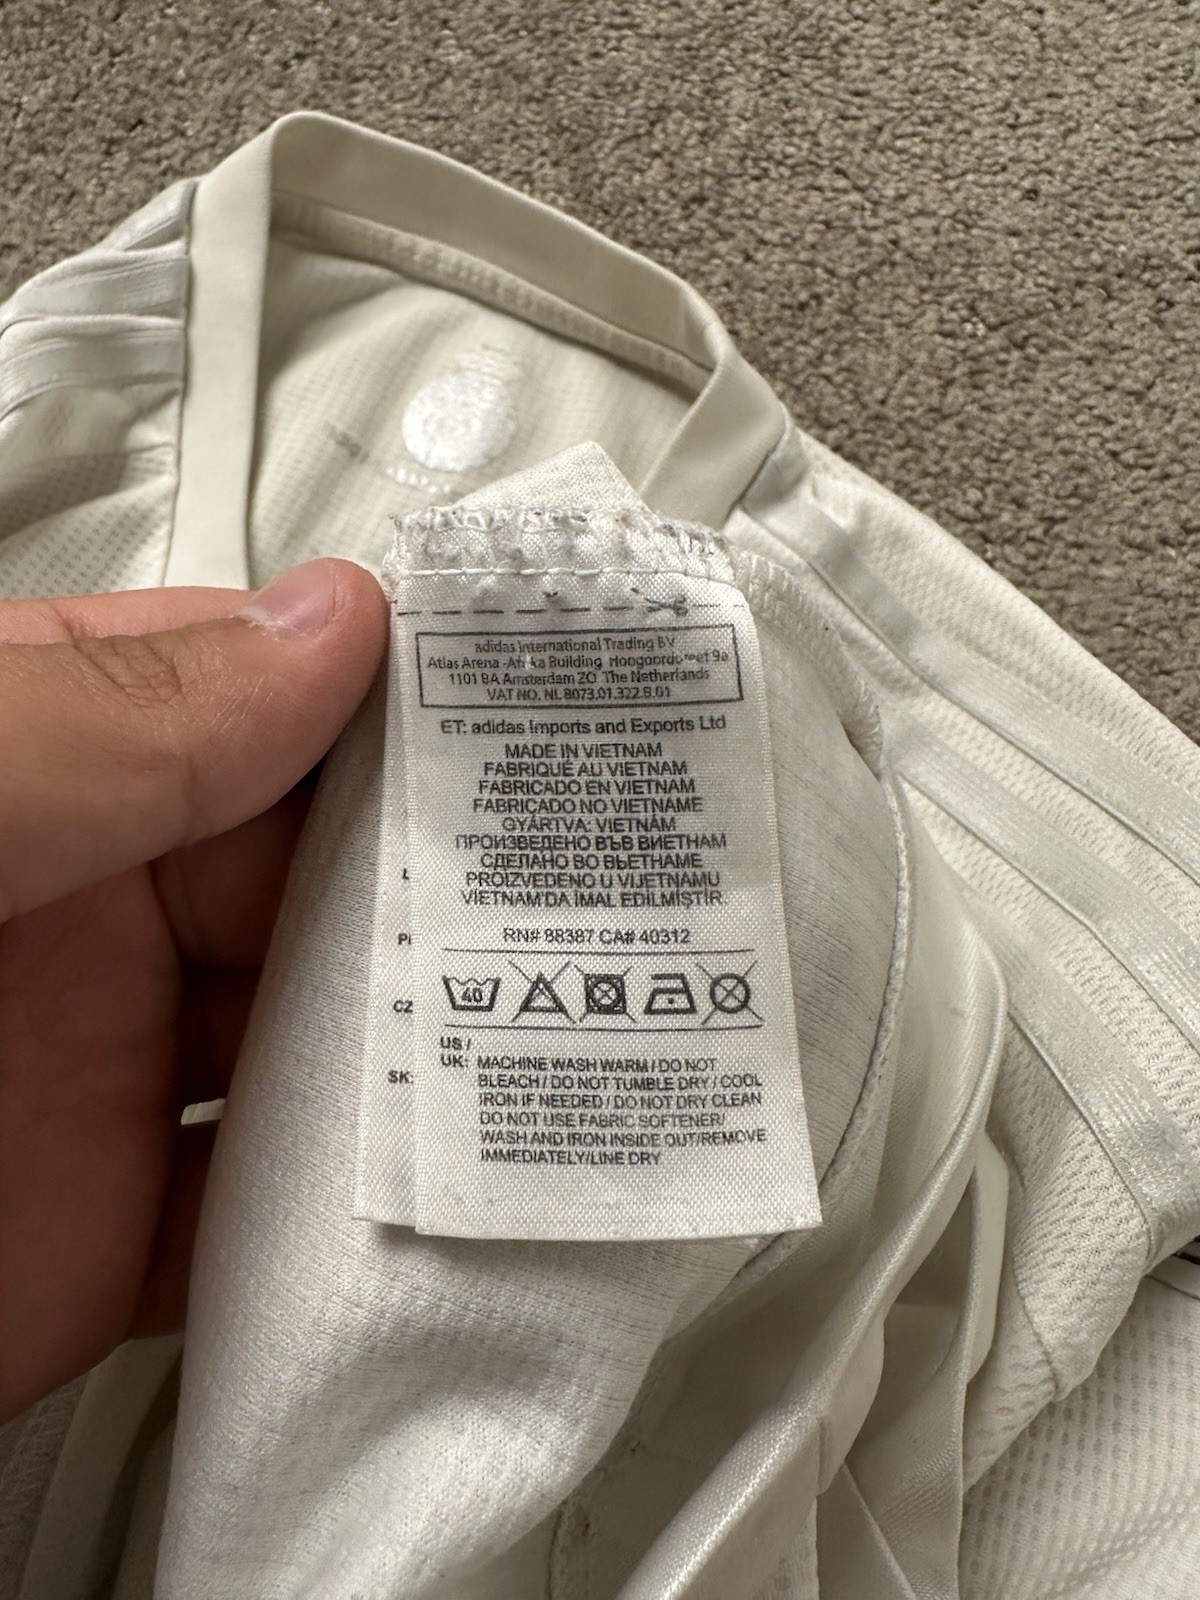 adidas International Trading BV
Atlas Arena -Afrika Building Hoogoorddreef 9a
1101 BA Amsterdam ZO The Netherlands
VAT NO. NL 8073.01.322.B.01
ET: adidas Imports and Exports Ltd
MADE IN VIETNAM
FABRIQUÉ AU VIETNAM
FABRICADO EN VIETNAM
FABRICADO NO VIETNAME
GYÁRTVA: VIETNÁM
ПРОИЗВЕДЕНО ВЪВ ВИЕТНАМ
СДЕЛАНО ВО ВЬЕТНАМЕ
PROIZVEDENO U VIJETNAMU
VIETNAM'DA İMAL EDİLMİŞTİR.
RN# 88387 CA# 40312
40
US /
UK: MACHINE WASH WARM / DO NOT
BLEACH / DO NOT TUMBLE DRY / COOL
IRON IF NEEDED / DO NOT DRY CLEAN
DO NOT USE FABRIC SOFTENER/
WASH AND IRON INSIDE OUT/REMOVE
IMMEDIATELY/LINE DRY
CZ
SK: